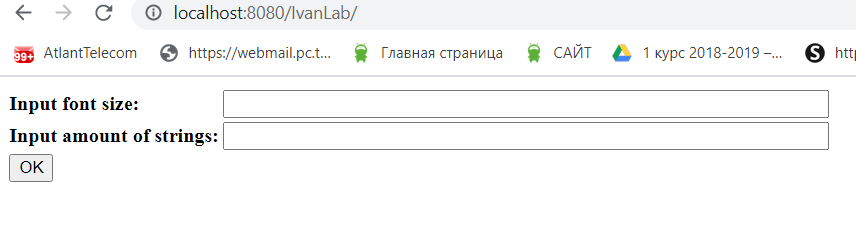 localhost:8080/IvanLab/
99+ AtlantTelecom https://webmail.pc.t... Главная страница САЙТ 1 курс 2018-2019 –... S htt
Input font size:
Input amount of strings:
OK